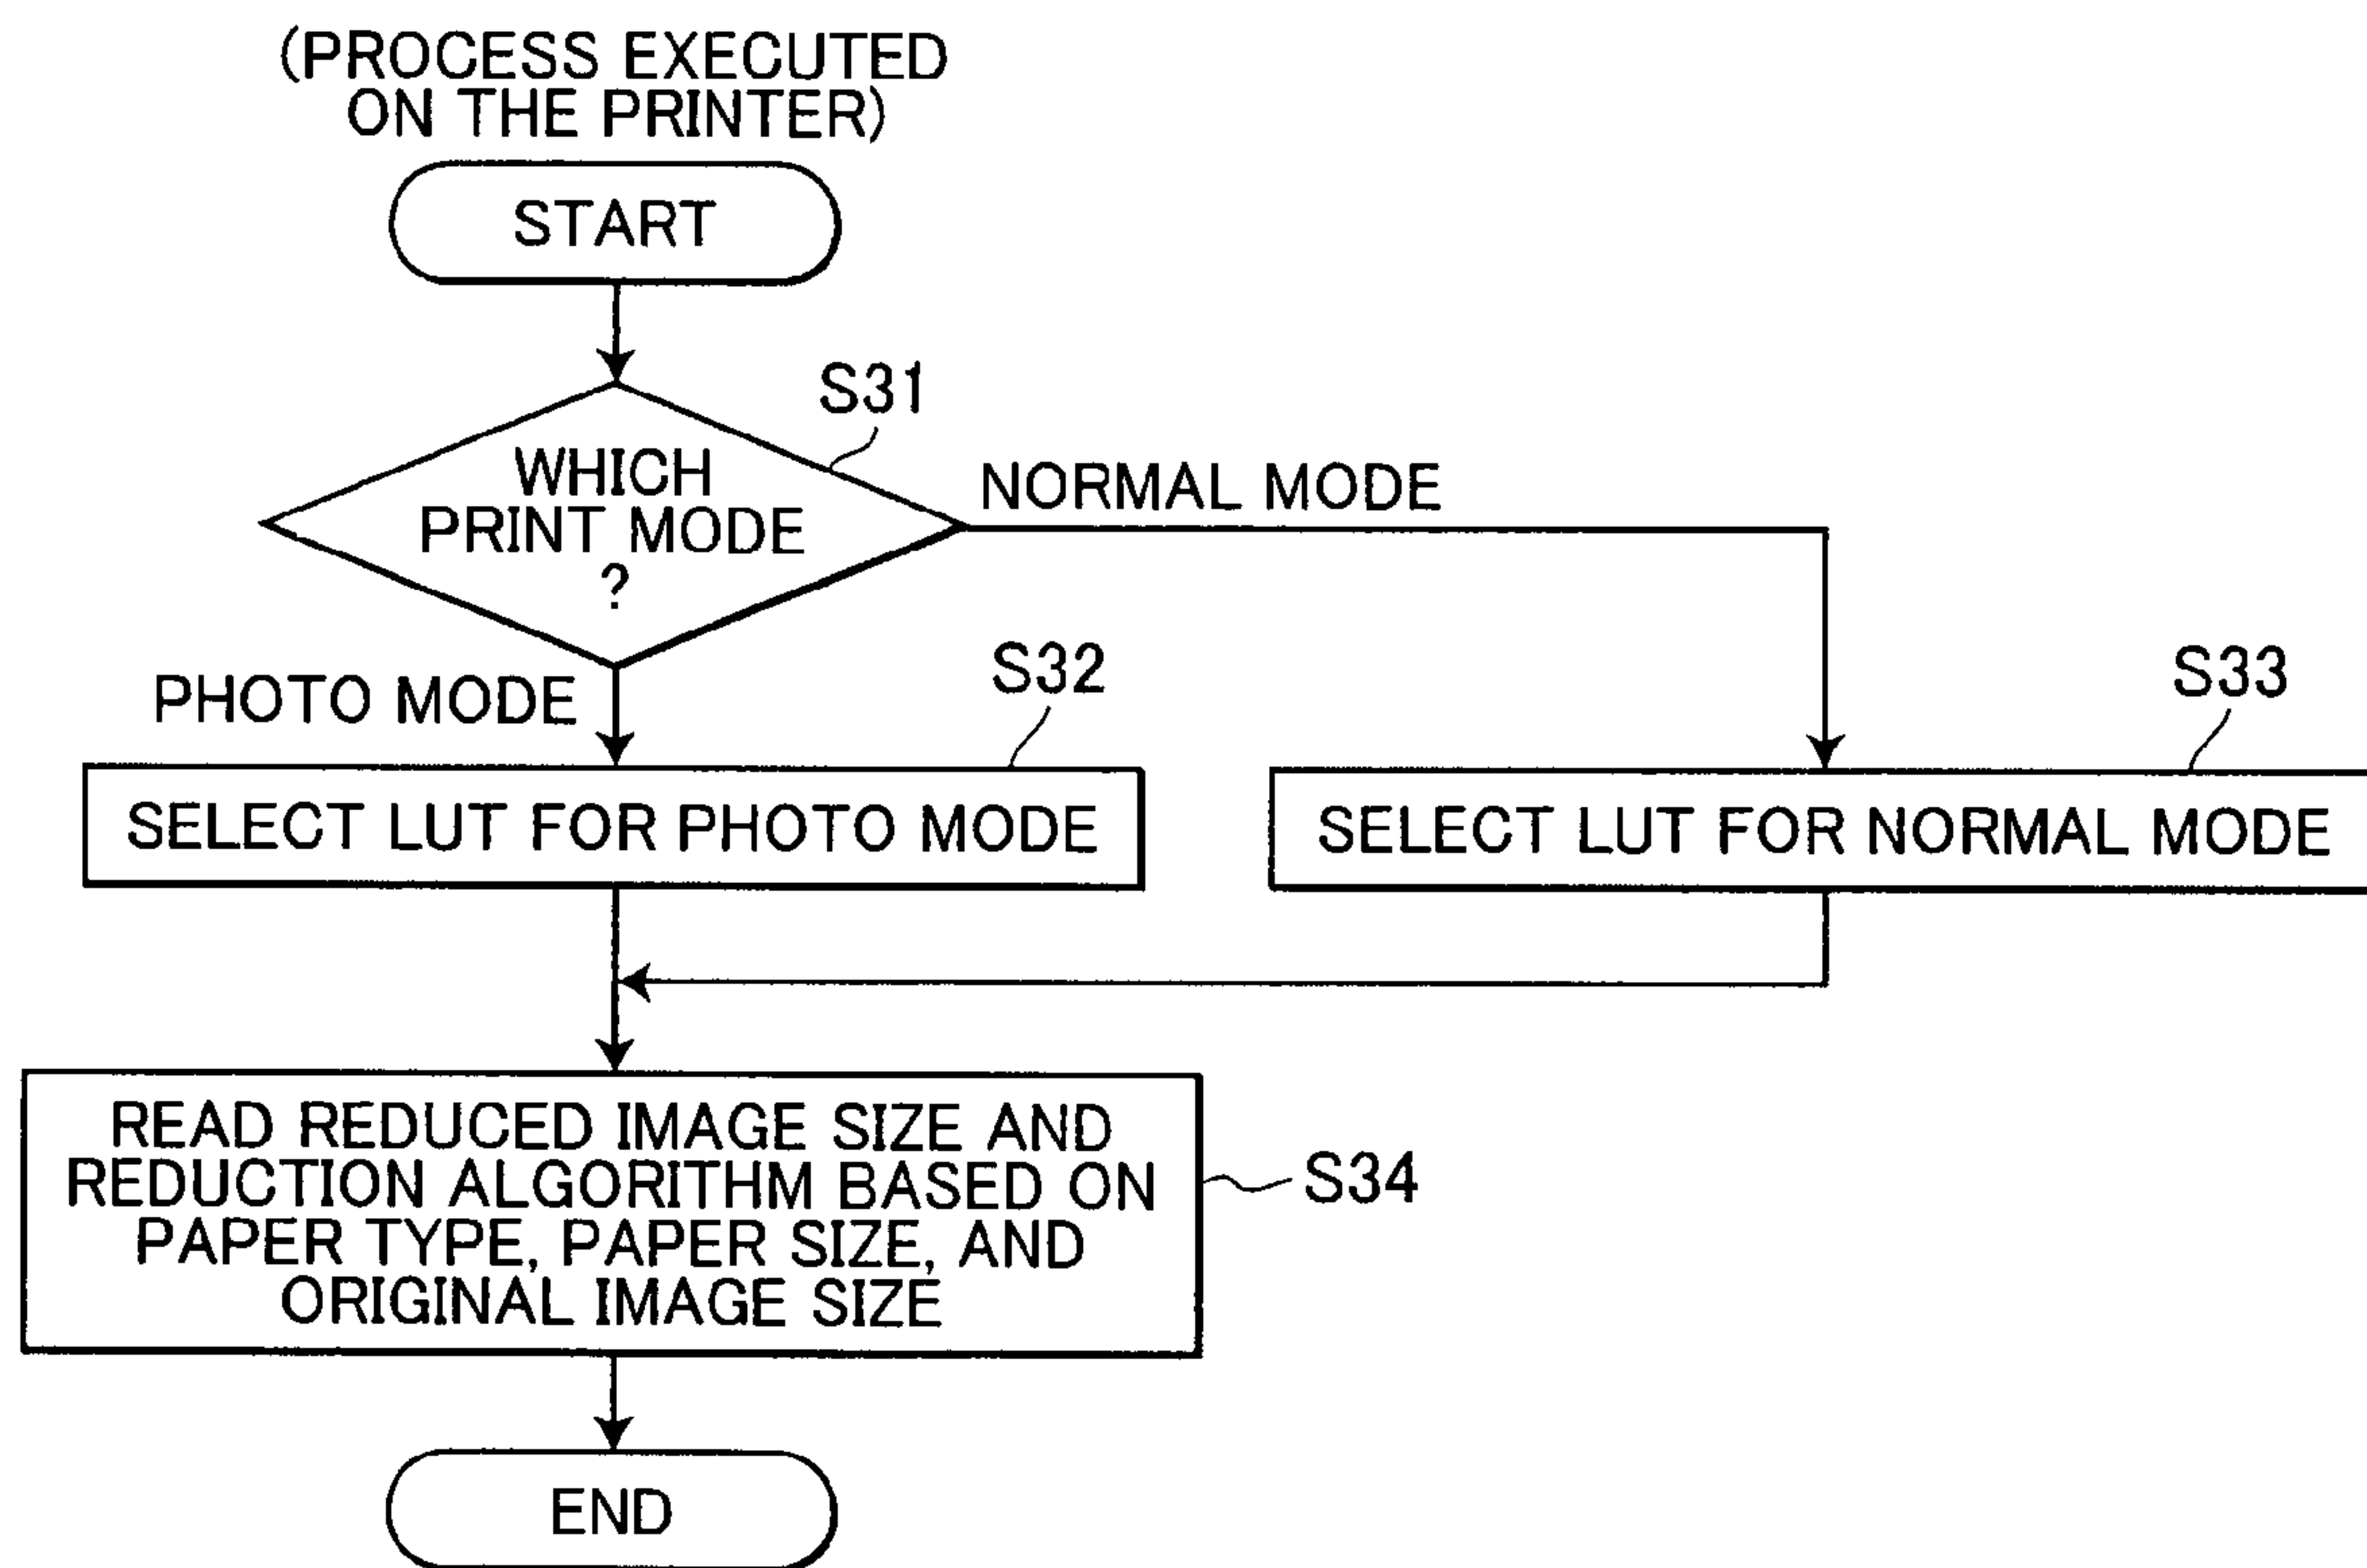 (PROCESS EXECUTED
ON THE PRINTER)
START
S31
WHICH
PRINT MODE
?
NORMAL MODE
PHOTO MODE
S32
S33
SELECT LUT FOR PHOTO MODE
SELECT LUT FOR NORMAL MODE
READ REDUCED IMAGE SIZE AND
REDUCTION ALGORITHM BASED ON
PAPER TYPE, PAPER SIZE, AND
ORIGINAL IMAGE SIZE
S34
END